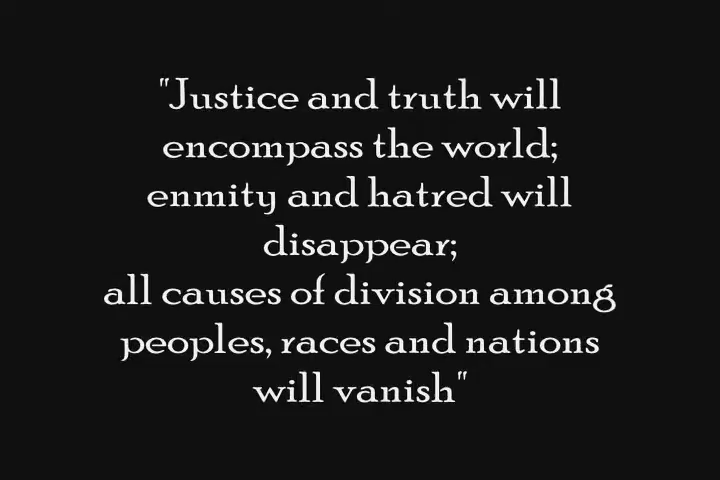 "Justice and truth will
encompass the world;
enmity and hatred will
disappear;
all causes of division among
peoples, races and nations
will vanish"